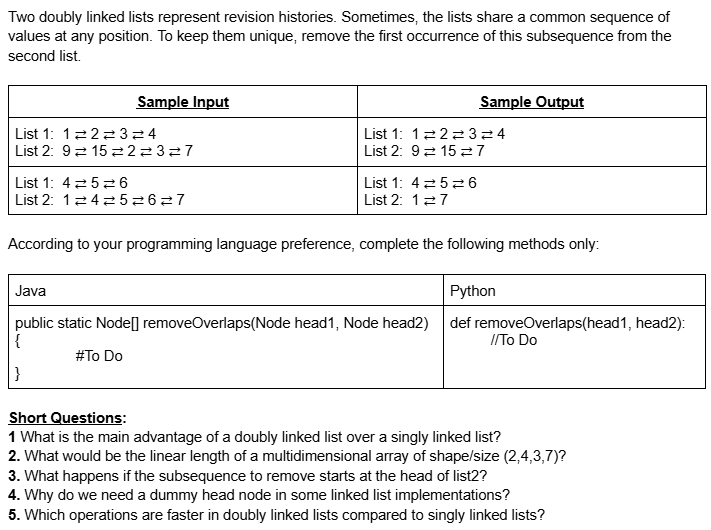 Two doubly linked lists represent revision histories. Sometimes, the lists share a common sequence of
values at any position. To keep them unique, remove the first occurrence of this subsequence from the
second list.
Sample Input
Sample Output
List 1: 1⇄2⇄3⇄4
List 2: 9⇄15⇄2⇄3⇄7
List 1: 1⇄2⇄3⇄4
List 2: 9⇄15⇄7
List 1: 4⇄5⇄6
List 2: 1⇄4⇄5⇄6⇄7
List 1: 4⇄5⇄6
List 2: 1⇄7
According to your programming language preference, complete the following methods only:
Java
Python
public static Node[] removeOverlaps(Node head1, Node head2)
{
#To Do
}
def removeOverlaps(head1, head2):
//To Do
Short Questions:
1 What is the main advantage of a doubly linked list over a singly linked list?
2. What would be the linear length of a multidimensional array of shape/size (2,4,3,7)?
3. What happens if the subsequence to remove starts at the head of list2?
4. Why do we need a dummy head node in some linked list implementations?
5. Which operations are faster in doubly linked lists compared to singly linked lists?